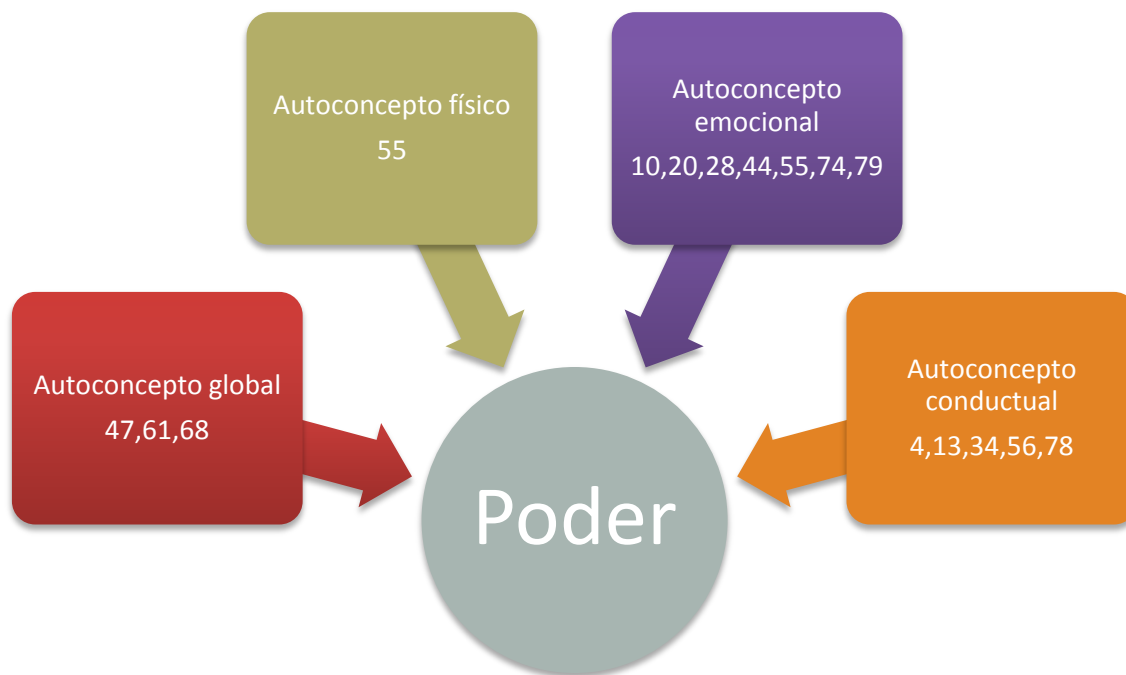 Autoconcepto físico
55
Autoconcepto
emocional
10,20,28,44,55,74,79
Autoconcepto global
47,61,68
Autoconcepto
conductual
4,13,34,56,78
Poder